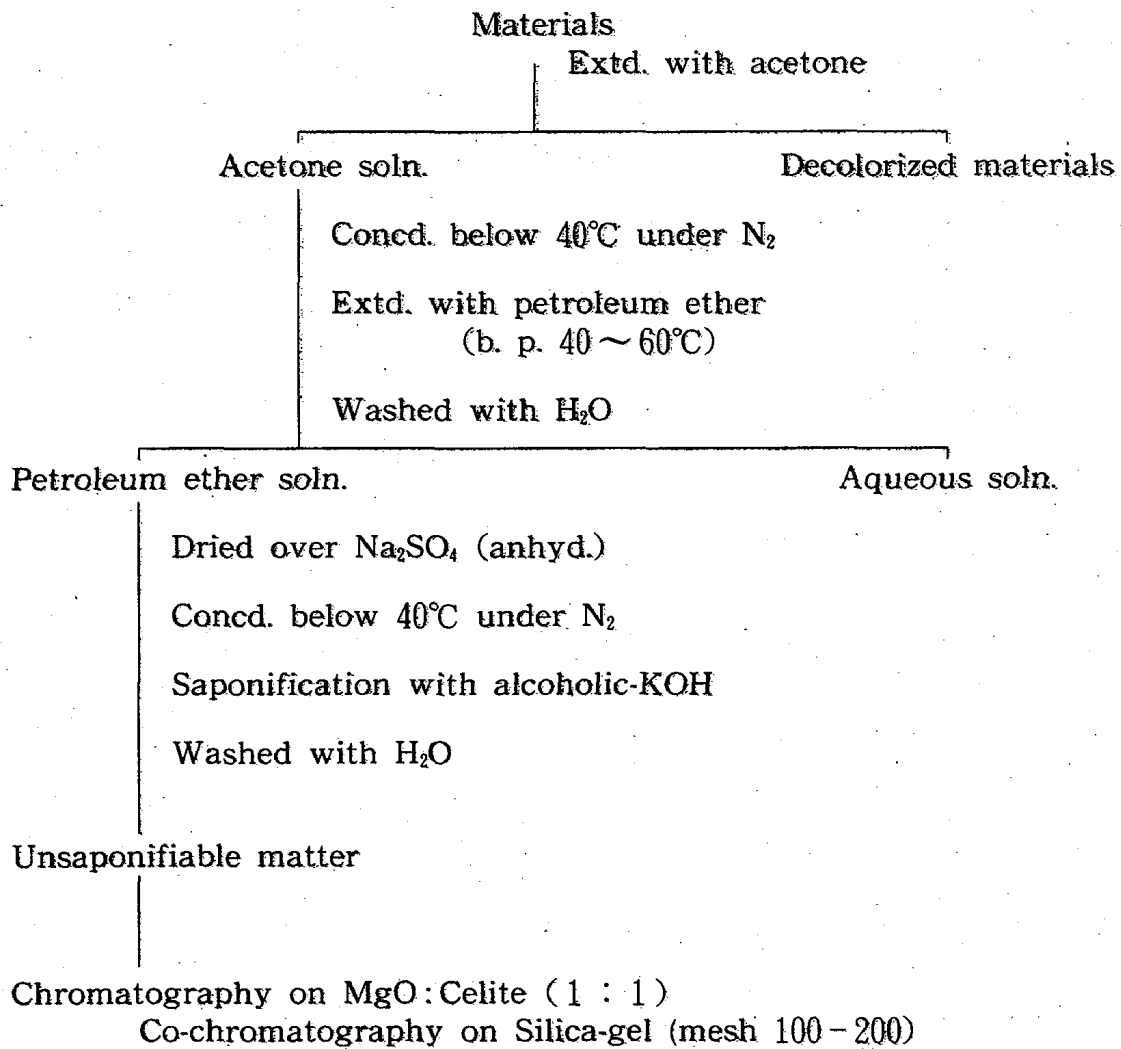 Materials
Extd. with acetone
Acetone soln.
Decolorized materials
Concd. below 40℃ under N₂
Extd. with petroleum ether
(b. p. 40～60℃)
Washed with H₂O
Petroleum ether soln.
Aqueous soln.
Dried over Na₂SO₄ (anhyd.)
Concd. below 40℃ under N₂
Saponification with alcoholic-KOH
Washed with H₂O
Unsaponifiable matter
Chromatography on MgO:Celite (1 : 1)
Co-chromatography on Silica-gel (mesh 100-200)